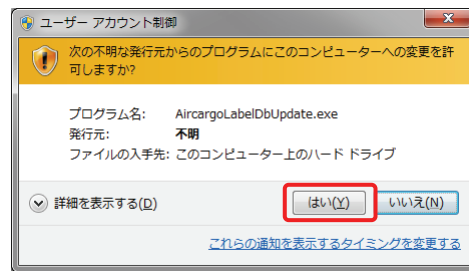 ユーザー アカウント制御
次の不明な発行元からのプログラムにこのコンピューターへの変更を許
可しますか?
プログラム名: AircargoLabelDbUpdate.exe
発行元: 不明
ファイルの入手先: このコンピューター上のハード ドライブ
詳細を表示する(D) はい(Y) いいえ(N)
これらの通知を表示するタイミングを変更する